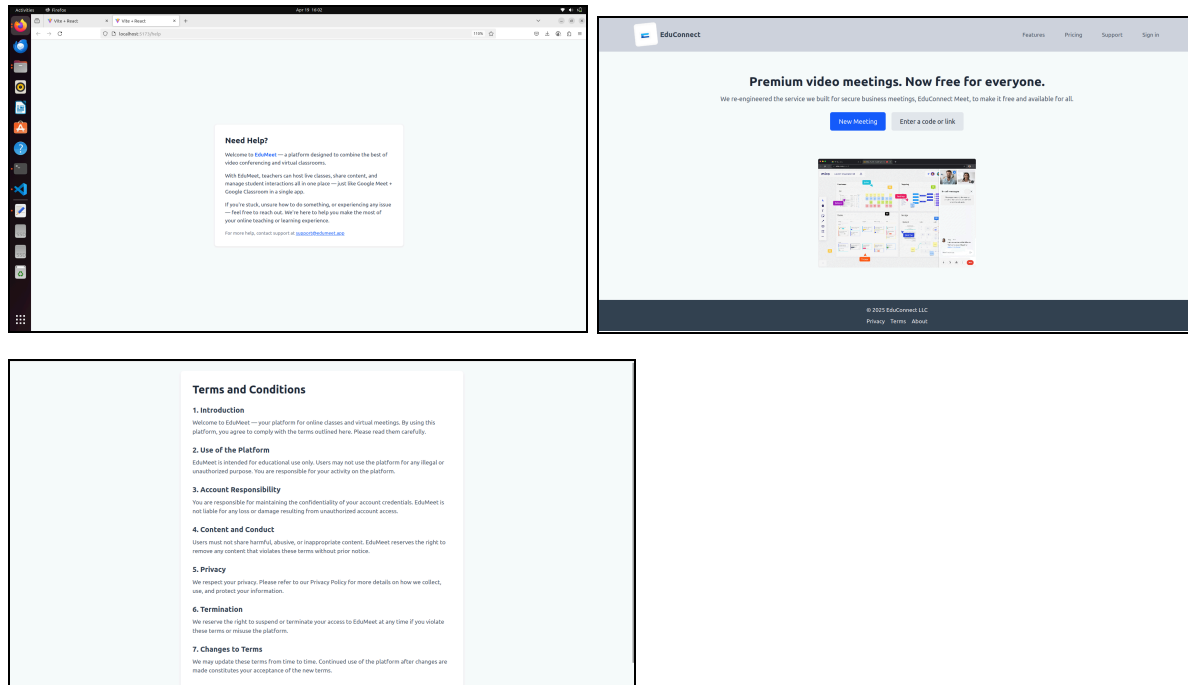 Activities
Firefox
Apr 19 16:02
Vite + React
Vite + React
localhost:5173/help
110%
Need Help?
Welcome to EduMeet — a platform designed to combine the best of
video conferencing and virtual classrooms.
With EduMeet, teachers can host live classes, share content, and
manage student interactions all in one place — just like Google Meet +
Google Classroom in a single app.
If you're stuck, unsure how to do something, or experiencing any issue
— feel free to reach out. We're here to help you make the most of
your online teaching or learning experience.
For more help, contact support at support@edumeet.app
EduConnect
Features
Pricing
Support
Sign in
Premium video meetings. Now free for everyone.
We re-engineered the service we built for secure business meetings, EduConnect Meet, to make it free and available for all.
New Meeting
Enter a code or link
© 2025 EduConnect LLC
Privacy Terms About
Terms and Conditions
1. Introduction
Welcome to EduMeet — your platform for online classes and virtual meetings. By using this
platform, you agree to comply with the terms outlined here. Please read them carefully.
2. Use of the Platform
EduMeet is intended for educational use only. Users may not use the platform for any illegal or
unauthorized purpose. You are responsible for your activity on the platform.
3. Account Responsibility
You are responsible for maintaining the confidentiality of your account credentials. EduMeet is
not liable for any loss or damage resulting from unauthorized account access.
4. Content and Conduct
Users must not share harmful, abusive, or inappropriate content. EduMeet reserves the right to
remove any content that violates these terms without prior notice.
5. Privacy
We respect your privacy. Please refer to our Privacy Policy for more details on how we collect,
use, and protect your information.
6. Termination
We reserve the right to suspend or terminate your access to EduMeet at any time if you violate
these terms or misuse the platform.
7. Changes to Terms
We may update these terms from time to time. Continued use of the platform after changes are
made constitutes your acceptance of the new terms.